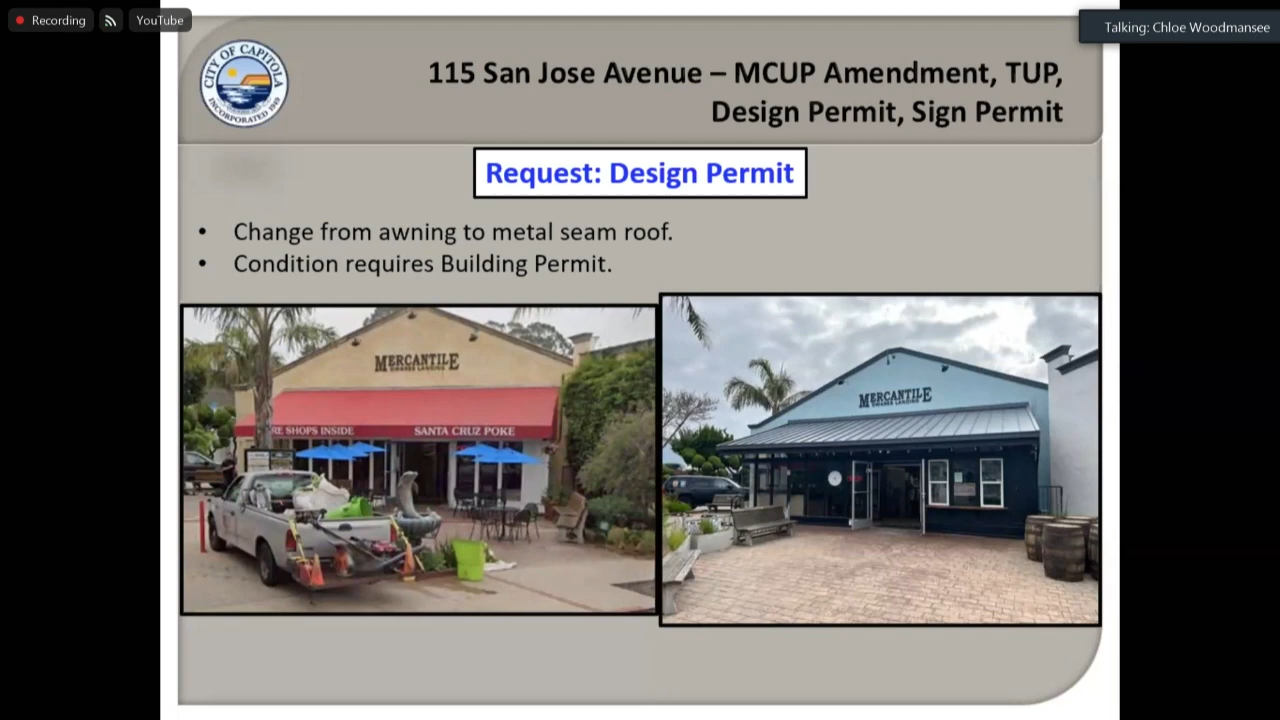 Recording
YouTube
Talking: Chloe Woodmansee
CITY OF CAPITOLA
INCORPORATED 1949
115 San Jose Avenue – MCUP Amendment, TUP,
Design Permit, Sign Permit
Request: Design Permit
• Change from awning to metal seam roof.
• Condition requires Building Permit.
MERCANTILE
RE SHOPS INSIDE
SANTA CRUZ POKE
MERCANTILE